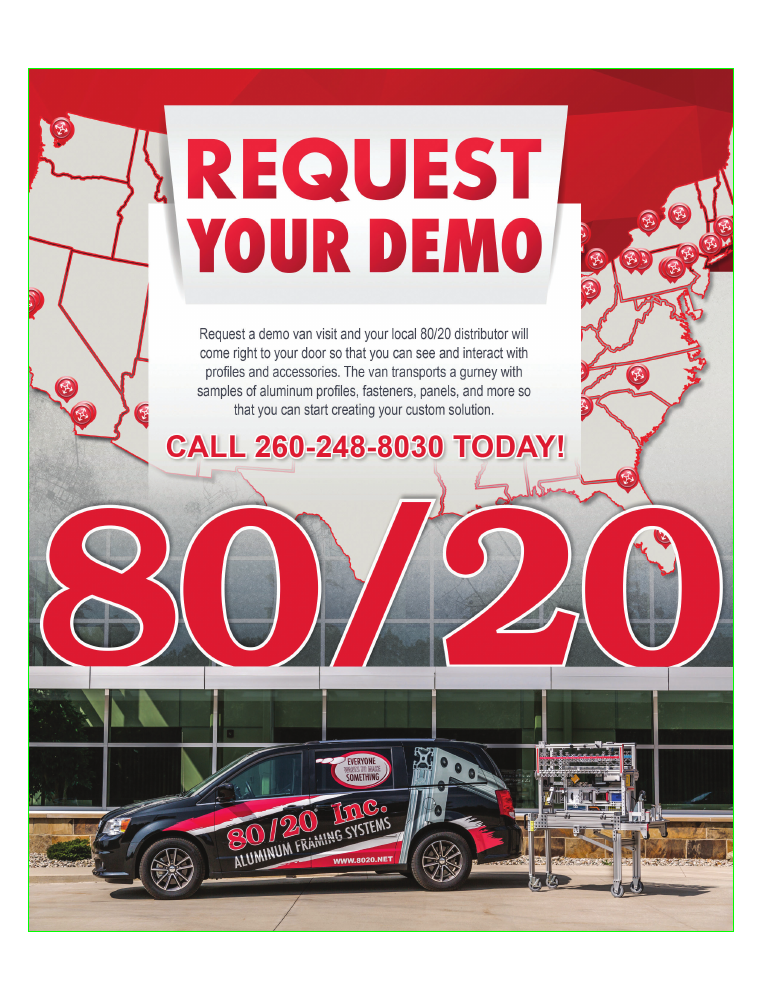 REQUEST
YOUR DEMO
Request a demo van visit and your local 80/20 distributor will
come right to your door so that you can see and interact with
profiles and accessories. The van transports a gurney with
samples of aluminum profiles, fasteners, panels, and more so
that you can start creating your custom solution.
CALL 260-248-8030 TODAY!
80/20
EVERYONE
WANTS TO MAKE
SOMETHING
80/20 Inc.
ALUMINUM FRAMING SYSTEMS
WWW.8020.NET